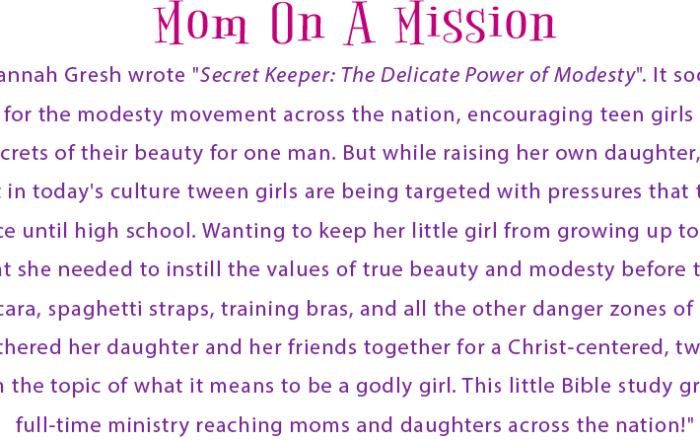 Mom On A Mission
annah Gresh wrote "Secret Keeper: The Delicate Power of Modesty". It soo
for the modesty movement across the nation, encouraging teen girls
crets of their beauty for one man. But while raising her own daughter,
in today's culture tween girls are being targeted with pressures that
ce until high school. Wanting to keep her little girl from growing up to
at she needed to instill the values of true beauty and modesty before t
cara, spaghetti straps, training bras, and all the other danger zones of
thered her daughter and her friends together for a Christ-centered, tw
n the topic of what it means to be a godly girl. This little Bible study gr
full-time ministry reaching moms and daughters across the nation!"